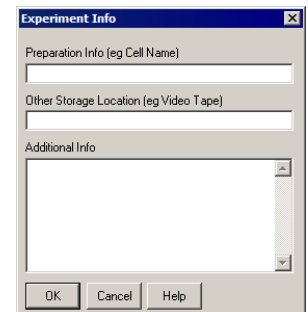 Experiment Info
Preparation Info (eg Cell Name)
Other Storage Location (eg Video Tape)
Additional Info
OK Cancel Help